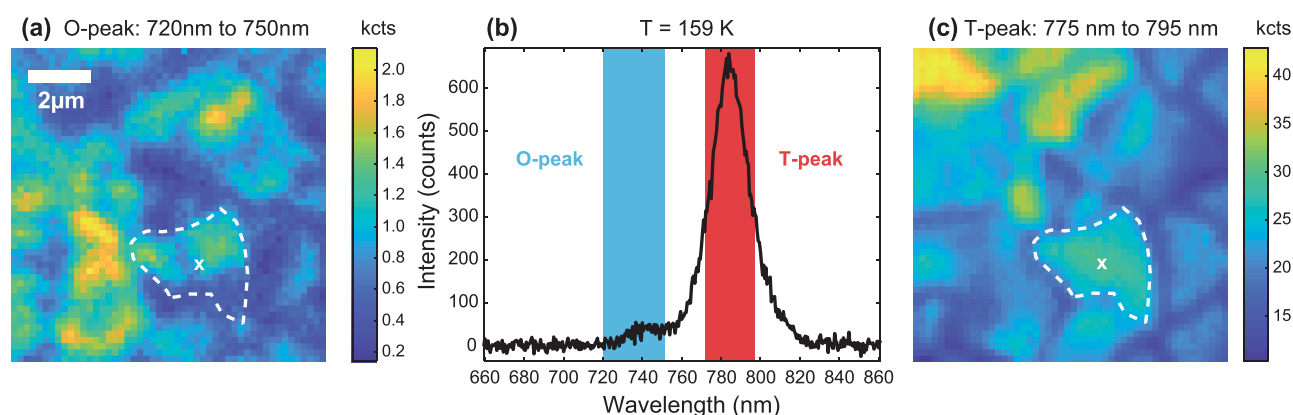 (a) O-peak: 720nm to 750nm
kcts
2μm
x
2.0
1.8
1.6
1.4
1.2
1.0
0.8
0.6
0.4
0.2
(b) T = 159 K
Intensity (counts)
600
500
400
300
200
100
0
O-peak
T-peak
660 680 700 720 740 760 780 800 820 840 860
Wavelength (nm)
(c) T-peak: 775 nm to 795 nm
kcts
x
40
35
30
25
20
15